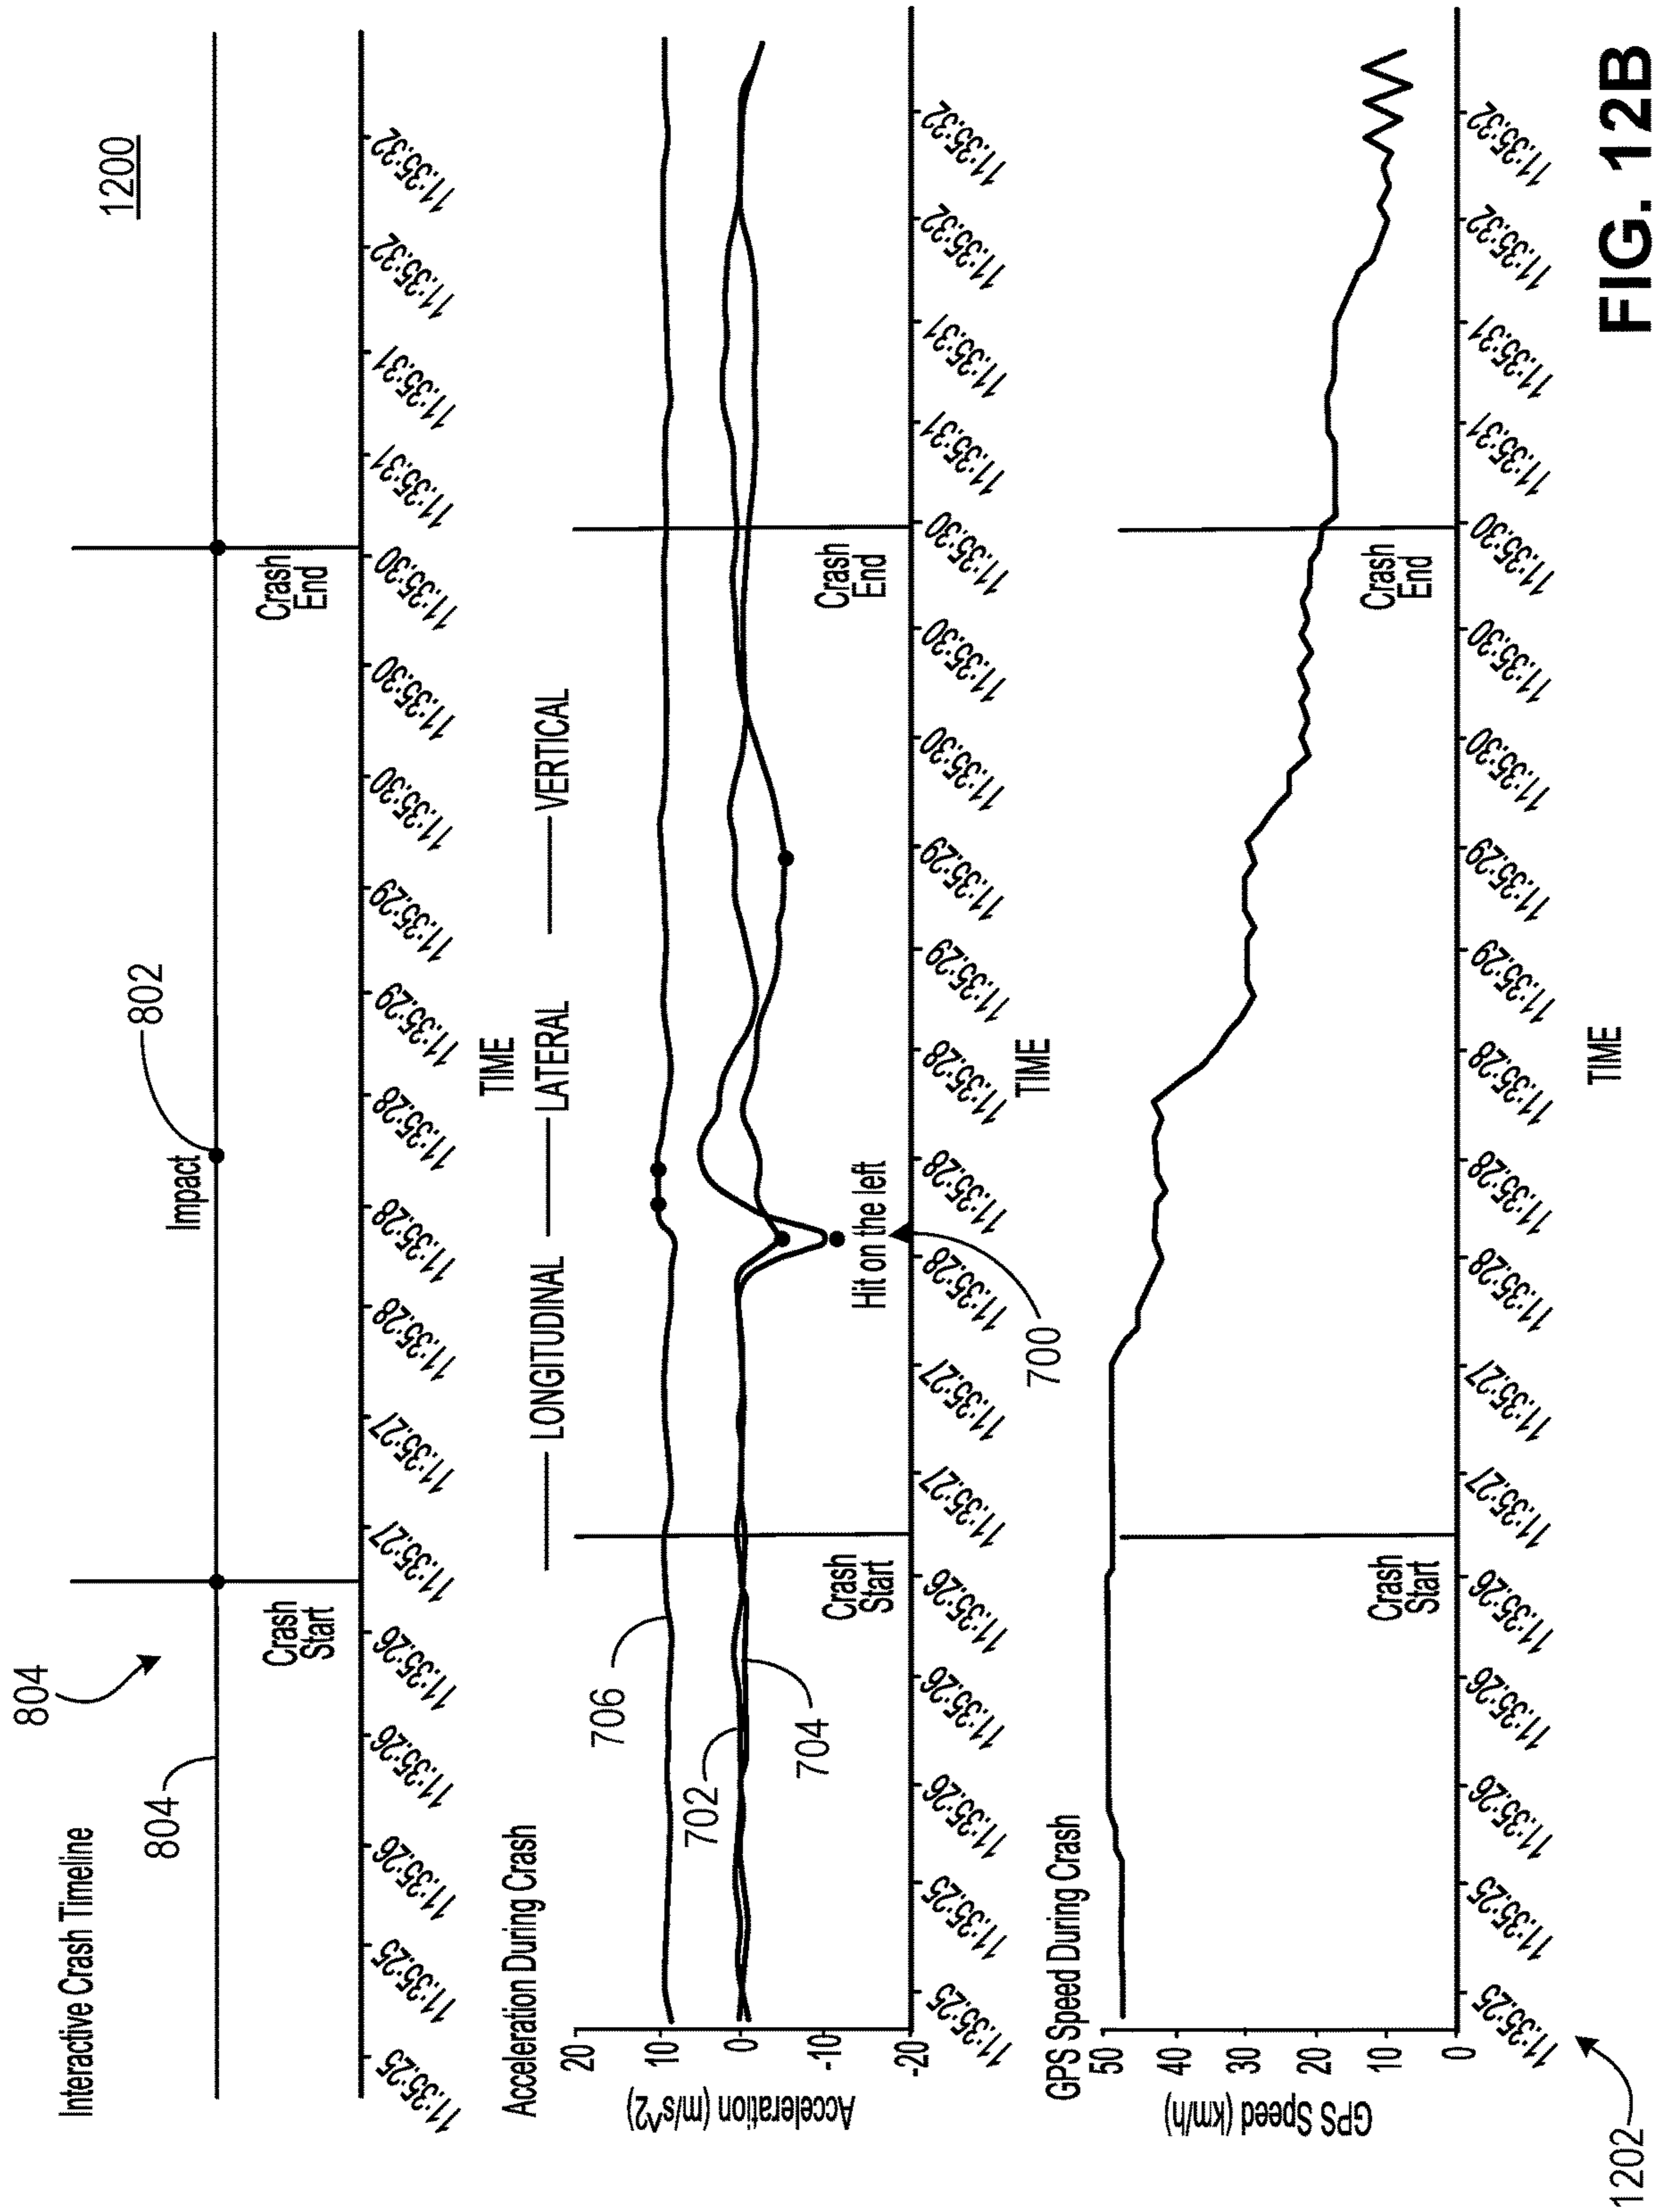 1200
804
Interactive Crash Timeline
804
Impact
802
Crash
Start
Crash
End
11:35:25 11:35:25 11:35:26 11:35:26 11:35:26 11:35:27 11:35:27 11:35:28 11:35:28 11:35:28 11:35:29 11:35:29 11:35:30 11:35:30 11:35:30 11:35:31 11:35:31 11:35:32 11:35:32
TIME
Acceleration During Crash
LONGITUDINAL LATERAL VERTICAL
Acceleration (m/s^2)
20
10
0
-10
-20
706
702
704
Hit on the left
700
Crash
Start
Crash
End
11:35:25 11:35:25 11:35:26 11:35:26 11:35:26 11:35:27 11:35:27 11:35:28 11:35:28 11:35:28 11:35:29 11:35:29 11:35:30 11:35:30 11:35:30 11:35:31 11:35:31 11:35:32 11:35:32
TIME
GPS Speed During Crash
GPS Speed (km/h)
50
40
30
20
10
0
Crash
Start
Crash
End
11:35:25 11:35:25 11:35:26 11:35:26 11:35:26 11:35:27 11:35:27 11:35:28 11:35:28 11:35:28 11:35:29 11:35:29 11:35:30 11:35:30 11:35:30 11:35:31 11:35:31 11:35:32 11:35:32
TIME
1202
FIG. 12B